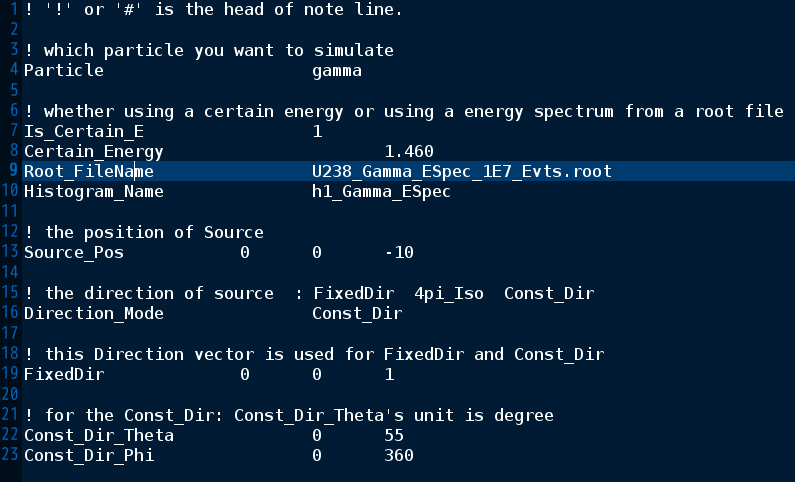 1 ! '!' or '#' is the head of note line.
2
3 ! which particle you want to simulate
4 Particle gamma
5
6 ! whether using a certain energy or using a energy spectrum from a root file
7 Is_Certain_E 1
8 Certain_Energy 1.460
9 Root_FileName U238_Gamma_ESpec_1E7_Evts.root
10 Histogram_Name h1_Gamma_ESpec
11
12 ! the position of Source
13 Source_Pos 0 0 -10
14
15 ! the direction of source : FixedDir 4pi_Iso Const_Dir
16 Direction_Mode Const_Dir
17
18 ! this Direction vector is used for FixedDir and Const_Dir
19 FixedDir 0 0 1
20
21 ! for the Const_Dir: Const_Dir_Theta's unit is degree
22 Const_Dir_Theta 0 55
23 Const_Dir_Phi 0 360